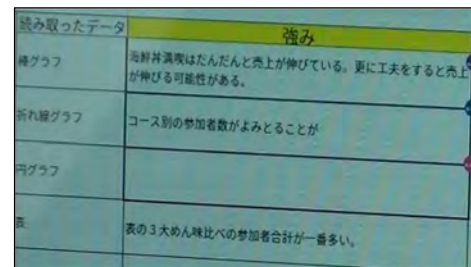 読み取ったデータ
強み
棒グラフ
海鮮丼満喫はだんだんと売上が伸びている。更に工夫をすると売上
が伸びる可能性がある。
折れ線グラフ
コース別の参加者数がよみとることが
円グラフ
表
表の３大めん味比べの参加者合計が一番多い。